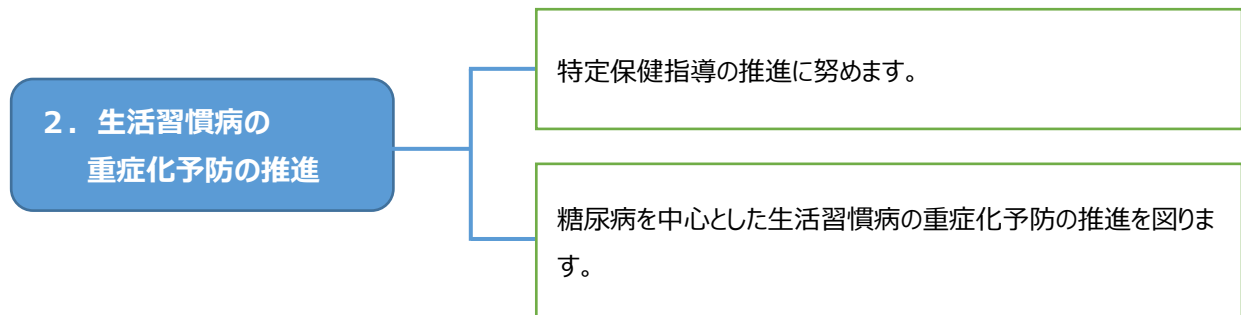 ２．生活習慣病の
重症化予防の推進
特定保健指導の推進に努めます。
糖尿病を中心とした生活習慣病の重症化予防の推進を図りま
す。